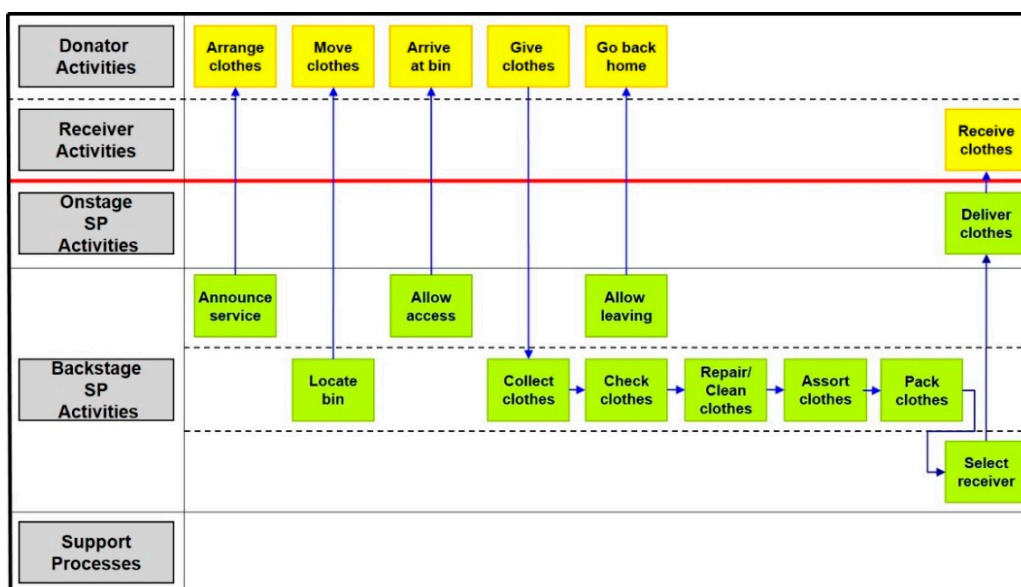 Donator
Activities
Arrange
clothes
Move
clothes
Arrive
at bin
Give
clothes
Go back
home
Receiver
Activities
Receive
clothes
Onstage
SP
Activities
Deliver
clothes
Announce
service
Allow
access
Allow
leaving
Backstage
SP
Activities
Locate
bin
Collect
clothes
Check
clothes
Repair/
Clean
clothes
Assort
clothes
Pack
clothes
Select
receiver
Support
Processes